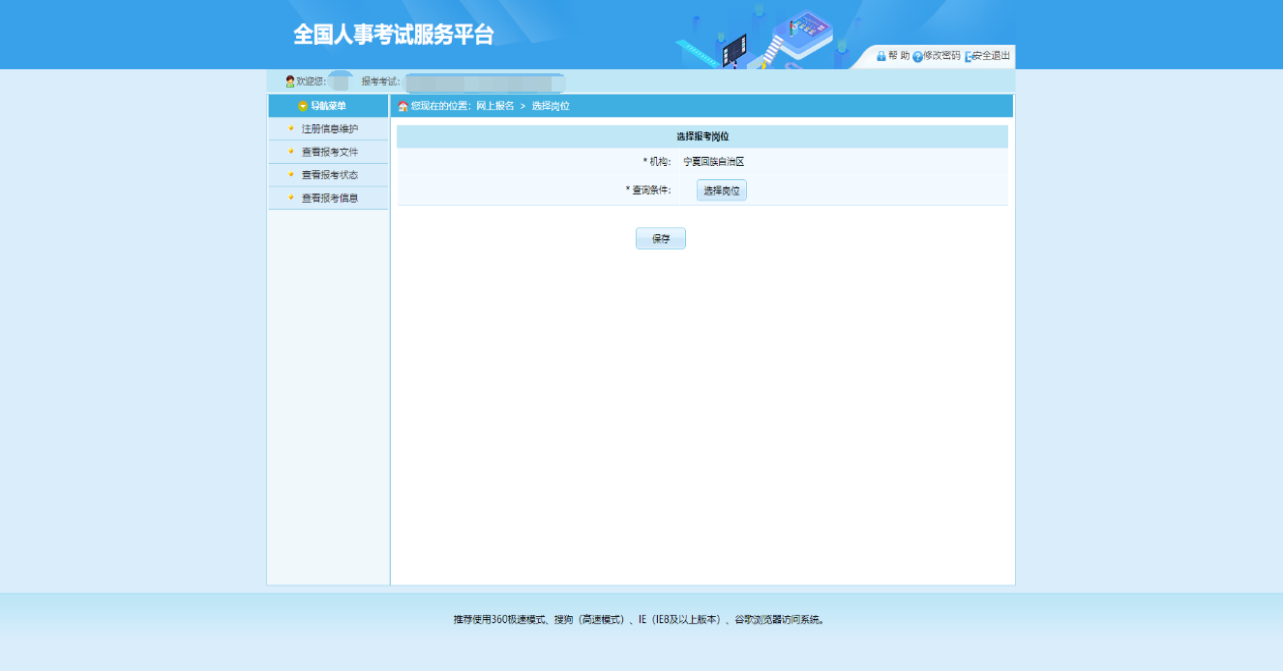 全国人事考试服务平台
帮 助 修改密码 安全退出
欢迎您: 报考考试:
导航菜单
您现在的位置: 网上报名 > 选择岗位
注册信息维护
查看报考文件
查看报考状态
查看报考信息
选择报考岗位
* 机构: 宁夏回族自治区
* 查询条件: 选择岗位
保存
推荐使用360极速模式、搜狗（高速模式）、IE（IE8及以上版本）、谷歌浏览器访问系统。